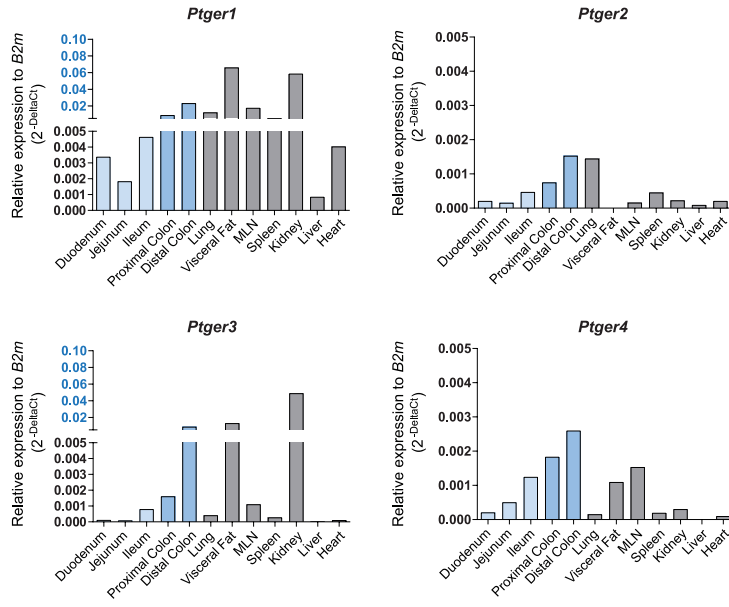 Ptger1
Relative expression to B2m
(2-DeltaCt)
0.10
0.08
0.06
0.04
0.02
0.005
0.004
0.003
0.002
0.001
0.000
Duodenum
Jejunum
Ileum
Proximal Colon
Distal Colon
Lung
Visceral Fat
MLN
Spleen
Kidney
Liver
Heart
Ptger2
Relative expression to B2m
(2-DeltaCt)
0.005
0.004
0.003
0.002
0.001
0.000
Duodenum
Jejunum
Ileum
Proximal Colon
Distal Colon
Lung
Visceral Fat
MLN
Spleen
Kidney
Liver
Heart
Ptger3
Relative expression to B2m
(2-DeltaCt)
0.10
0.08
0.06
0.04
0.02
0.005
0.004
0.003
0.002
0.001
0.000
Duodenum
Jejunum
Ileum
Proximal Colon
Distal Colon
Lung
Visceral Fat
MLN
Spleen
Kidney
Liver
Heart
Ptger4
Relative expression to B2m
(2-DeltaCt)
0.005
0.004
0.003
0.002
0.001
0.000
Duodenum
Jejunum
Ileum
Proximal Colon
Distal Colon
Lung
Visceral Fat
MLN
Spleen
Kidney
Liver
Heart